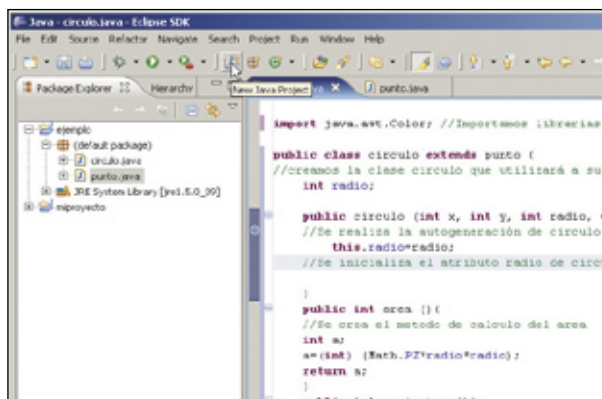 Java - circulo.java - Eclipse SDK
File Edit Source Refactor Navigate Search Project Run Window Help
Package Explorer
Hierarchy
New Java Project
punto.java
ejemplo
(default package)
circulo.java
punto.java
JRE System Library [jre1.5.0_09]
miproyecto
import java.awt.Color; //Importamos librerias
public class circulo extends punto {
//creamos la clase circulo que utilizará a su
int radio;
public circulo (int x, int y, int radio,
//Se realiza la autogeneración de circulo
this.radio=radio;
//Se inicializa el atributo radio de circ
}
public int area (){
//Se crea el metodo de calculo del area
int a;
a=(int) (Math.PI*radio*radio);
return a;
}